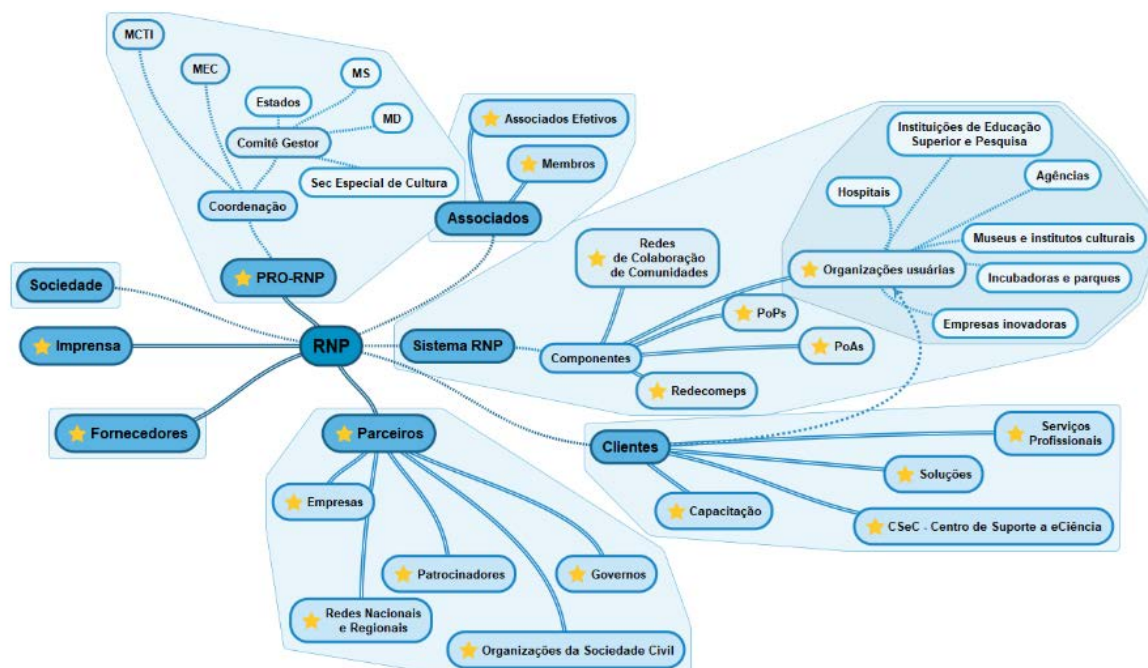 MCTI
MEC
MS
Estados
MD
Comitê Gestor
Sec Especial de Cultura
Coordenação
PRO-RNP
Associados Efetivos
Membros
Associados
Instituições de Educação
Superior e Pesquisa
Hospitais
Agências
Museus e institutos culturais
Organizações usuárias
Incubadoras e parques
Empresas inovadoras
Redes
de Colaboração
de Comunidades
PoPs
PoAs
Componentes
Redecomeps
Sistema RNP
Sociedade
Imprensa
RNP
Fornecedores
Parceiros
Empresas
Patrocinadores
Governos
Redes Nacionais
e Regionais
Organizações da Sociedade Civil
Clientes
Serviços
Profissionais
Soluções
Capacitação
CSeC - Centro de Suporte a eCiência